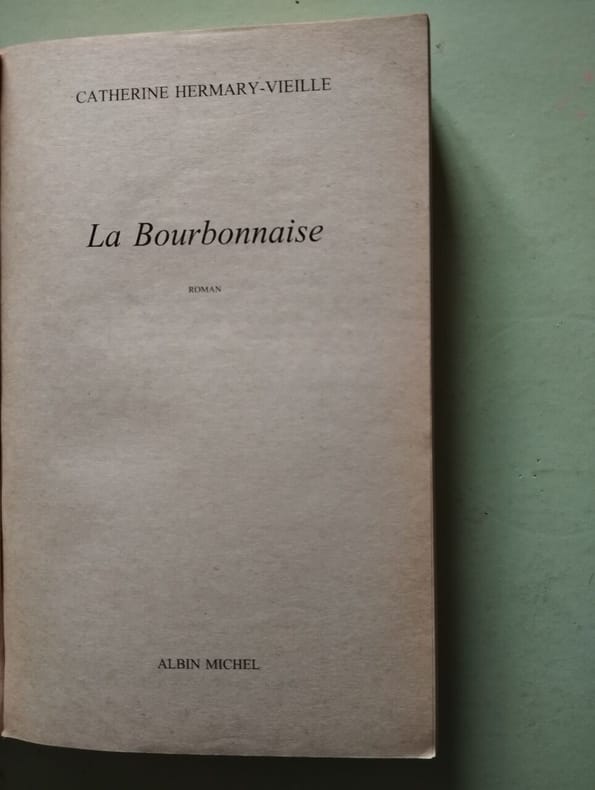 CATHERINE HERMARY-VIEILLE
La Bourbonnaise
ROMAN
ALBIN MICHEL